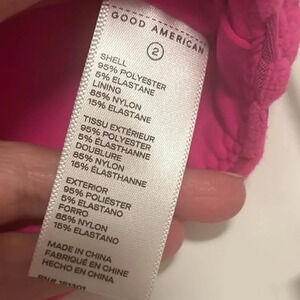 GOOD AMERICAN
2
SHELL
95% POLYESTER
5% ELASTANE
LINING
85% NYLON
15% ELASTANE
TISSU EXTÉRIEUR
95% POLYESTER
5% ÉLASTHANNE
DOUBLURE
85% NYLON
15% ÉLASTHANNE
EXTERIOR
95% POLIÉSTER
5% ELASTANO
FORRO
85% NYLON
15% ELASTANO
MADE IN CHINA
FABRIQUÉ EN CHINE
HECHO EN CHINA